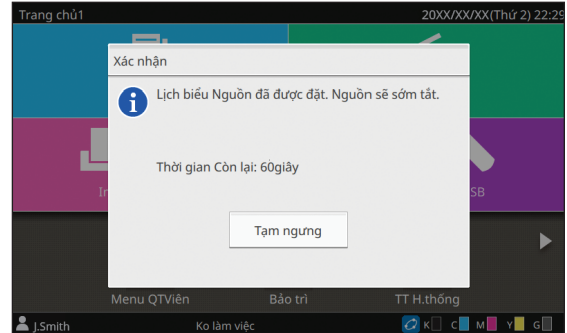 Trang chủ1 20XX/XX/XX(Thứ 2) 22:29
Xác nhận
Lịch biểu Nguồn đã được đặt. Nguồn sẽ sớm tắt.
Thời gian Còn lại: 60giây
In
SB
Tạm ngưng
Menu QTViên Bảo trì TT H.thống
J.Smith Ko làm việc K C M Y G